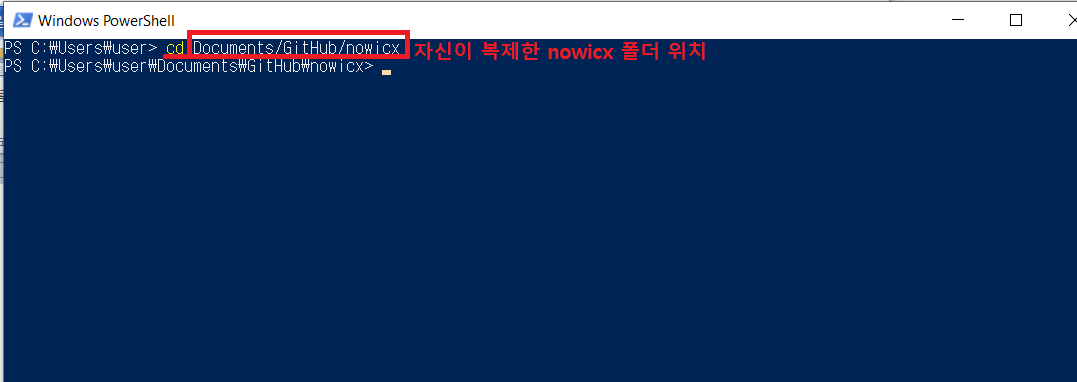 Windows PowerShell
PS C:₩Users₩user> cd Documents/GitHub/nowicx 자신이 복제한 nowicx 폴더 위치
PS C:₩Users₩user₩Documents₩GitHub₩nowicx>